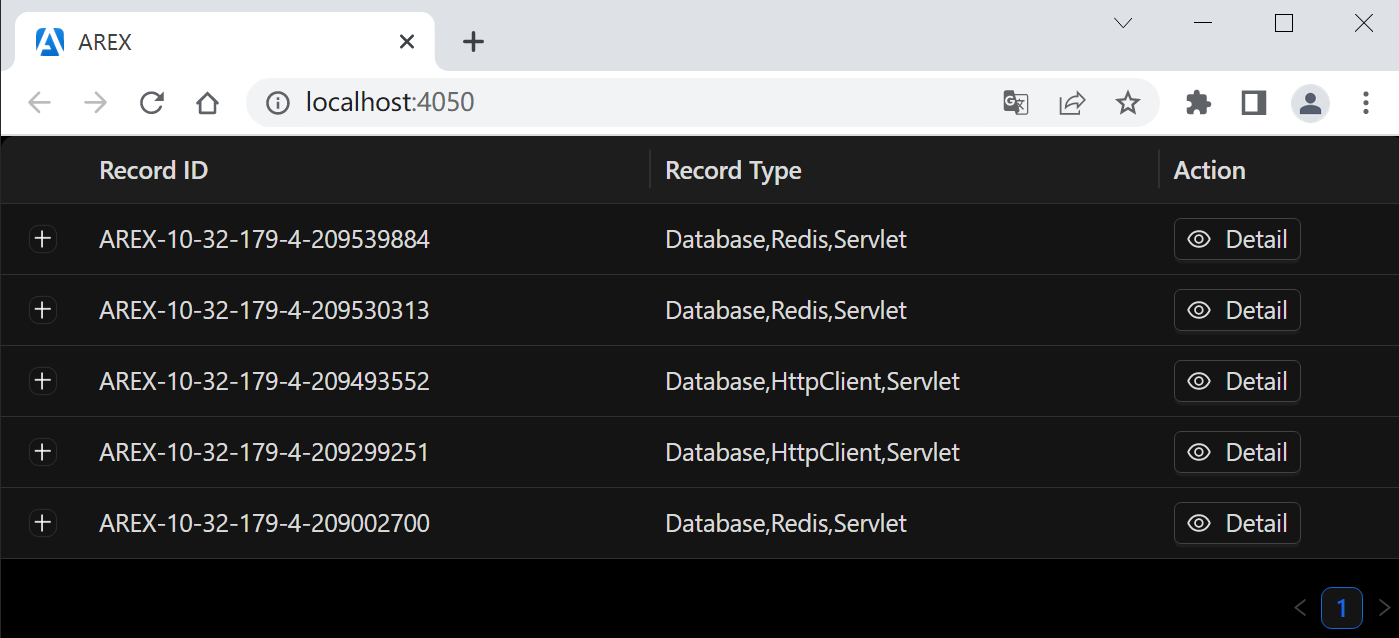 AREX
localhost:4050
Record ID Record Type Action
AREX-10-32-179-4-209539884 Database,Redis,Servlet Detail
AREX-10-32-179-4-209530313 Database,Redis,Servlet Detail
AREX-10-32-179-4-209493552 Database,HttpClient,Servlet Detail
AREX-10-32-179-4-209299251 Database,HttpClient,Servlet Detail
AREX-10-32-179-4-209002700 Database,Redis,Servlet Detail
1